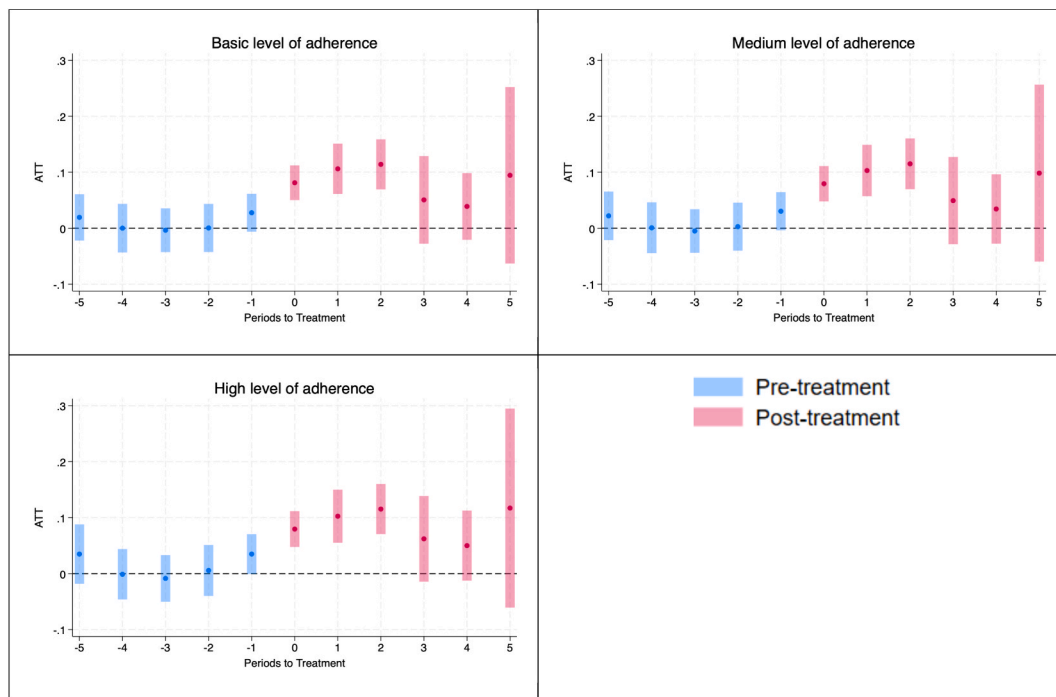 Basic level of adherence
.3
.2
.1
0
-.1
ATT
-5 -4 -3 -2 -1 0 1 2 3 4 5
Periods to Treatment
Medium level of adherence
.3
.2
.1
0
-.1
ATT
-5 -4 -3 -2 -1 0 1 2 3 4 5
Periods to Treatment
High level of adherence
.3
.2
.1
0
-.1
ATT
-5 -4 -3 -2 -1 0 1 2 3 4 5
Periods to Treatment
Pre-treatment
Post-treatment